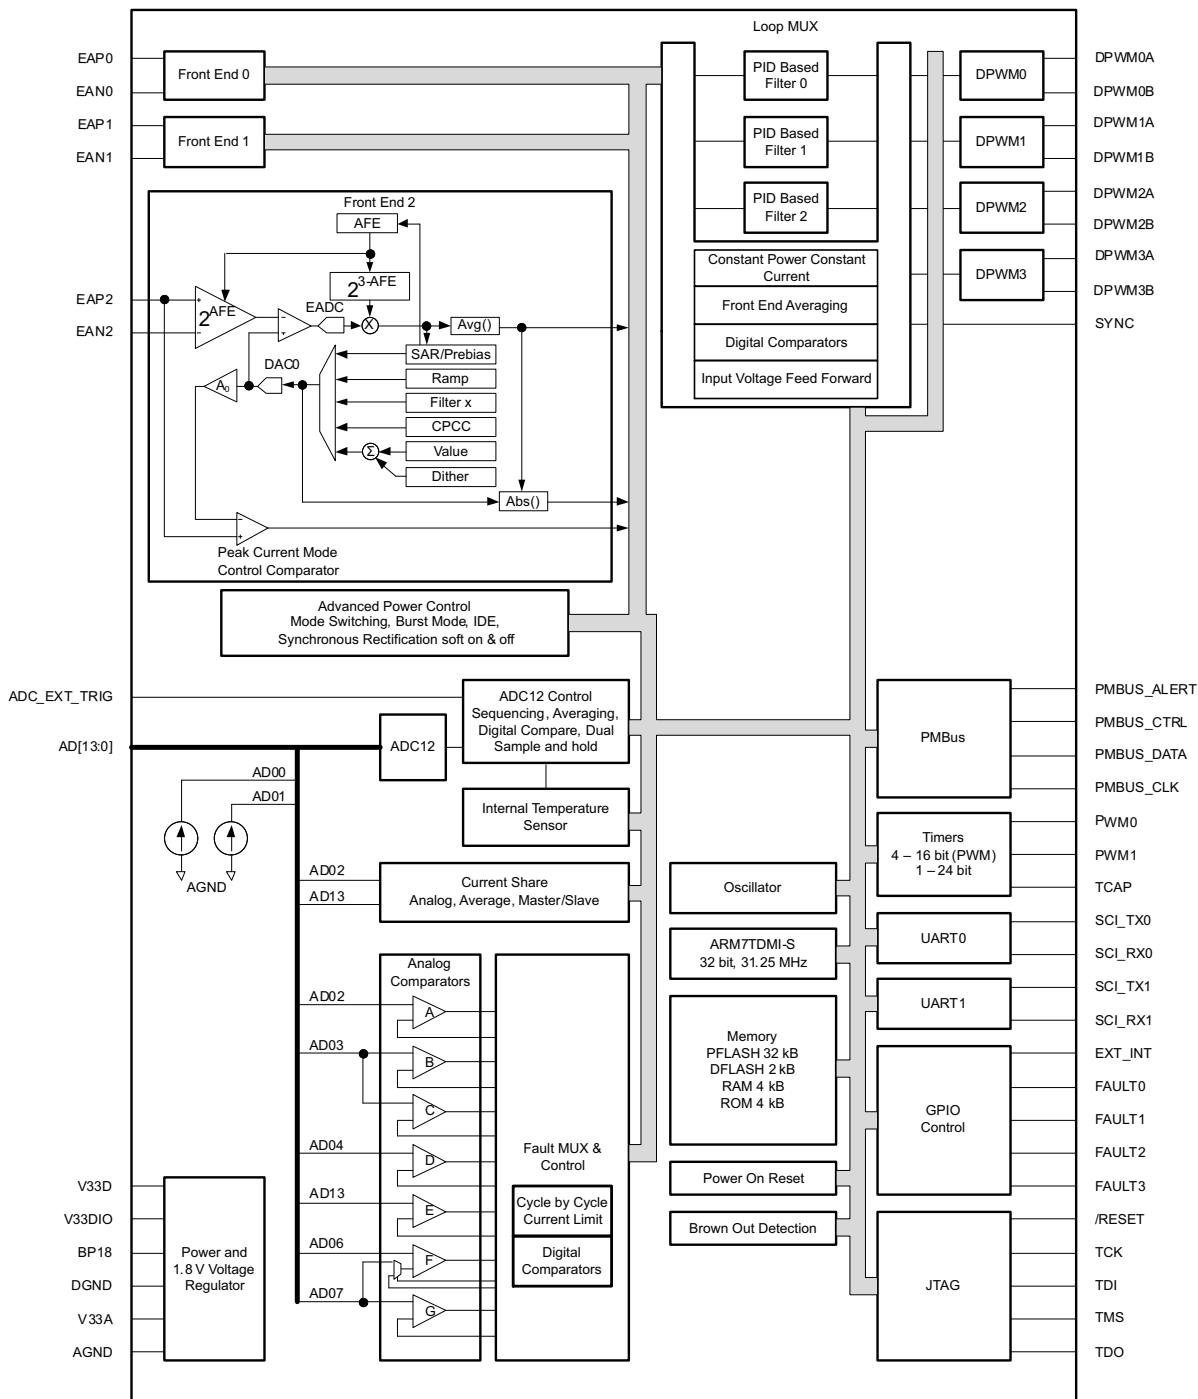 Loop MUX
EAP0
EAN0
EAP1
EAN1
Front End 0
Front End 1
PID Based
Filter 0
PID Based
Filter 1
PID Based
Filter 2
DPWM0
DPWM1
DPWM2
DPWM3
DPWM0A
DPWM0B
DPWM1A
DPWM1B
DPWM2A
DPWM2B
DPWM3A
DPWM3B
SYNC
Constant Power Constant
Current
Front End Averaging
Digital Comparators
Input Voltage Feed Forward
EAP2
EAN2
Front End 2
AFE
2 3-AFE
2 AFE
EADC
X
Avg()
DAC0
A0
SAR/Prebias
Ramp
Filter x
CPCC
Σ
Value
Dither
Abs()
Peak Current Mode
Control Comparator
Advanced Power Control
Mode Switching, Burst Mode, IDE,
Synchronous Rectification soft on & off
ADC_EXT_TRIG
AD[13:0]
ADC12
ADC12 Control
Sequencing, Averaging,
Digital Compare, Dual
Sample and hold
AD00
AD01
AGND
Internal Temperature
Sensor
AD02
AD13
Current Share
Analog, Average, Master/Slave
Analog
Comparators
AD02
A
AD03
B
C
AD04
D
AD13
E
AD06
F
AD07
G
Fault MUX &
Control
Cycle by Cycle
Current Limit
Digital
Comparators
V33D
V33DIO
BP18
DGND
V33A
AGND
Power and
1.8 V Voltage
Regulator
Oscillator
ARM7TDMI-S
32 bit, 31.25 MHz
Memory
PFLASH 32 kB
DFLASH 2 kB
RAM 4 kB
ROM 4 kB
Power On Reset
Brown Out Detection
PMBus
Timers
4 – 16 bit (PWM)
1 – 24 bit
UART0
UART1
GPIO
Control
JTAG
PMBUS_ALERT
PMBUS_CTRL
PMBUS_DATA
PMBUS_CLK
PWM0
PWM1
TCAP
SCI_TX0
SCI_RX0
SCI_TX1
SCI_RX1
EXT_INT
FAULT0
FAULT1
FAULT2
FAULT3
/RESET
TCK
TDI
TMS
TDO